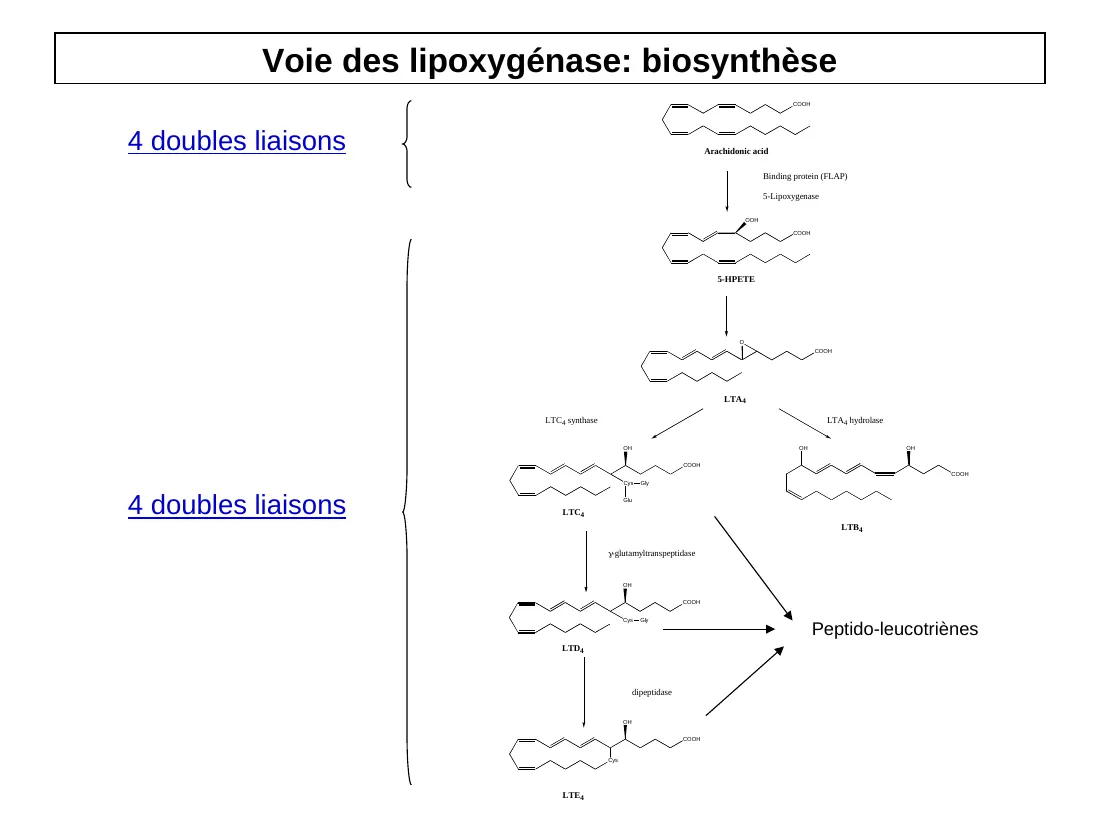 Voie des lipoxygénase: biosynthèse
4 doubles liaisons
COOH
Arachidonic acid
Binding protein (FLAP)
5-Lipoxygenase
OOH
COOH
5-HPETE
O
COOH
LTA4
LTC4 synthase
LTA4 hydrolase
OH
COOH
Cys—Gly
Glu
LTC4
OH
OH
COOH
LTB4
4 doubles liaisons
γ-glutamyltranspeptidase
OH
COOH
Cys—Gly
LTD4
Peptido-leucotriènes
dipeptidase
OH
COOH
Cys
LTE4